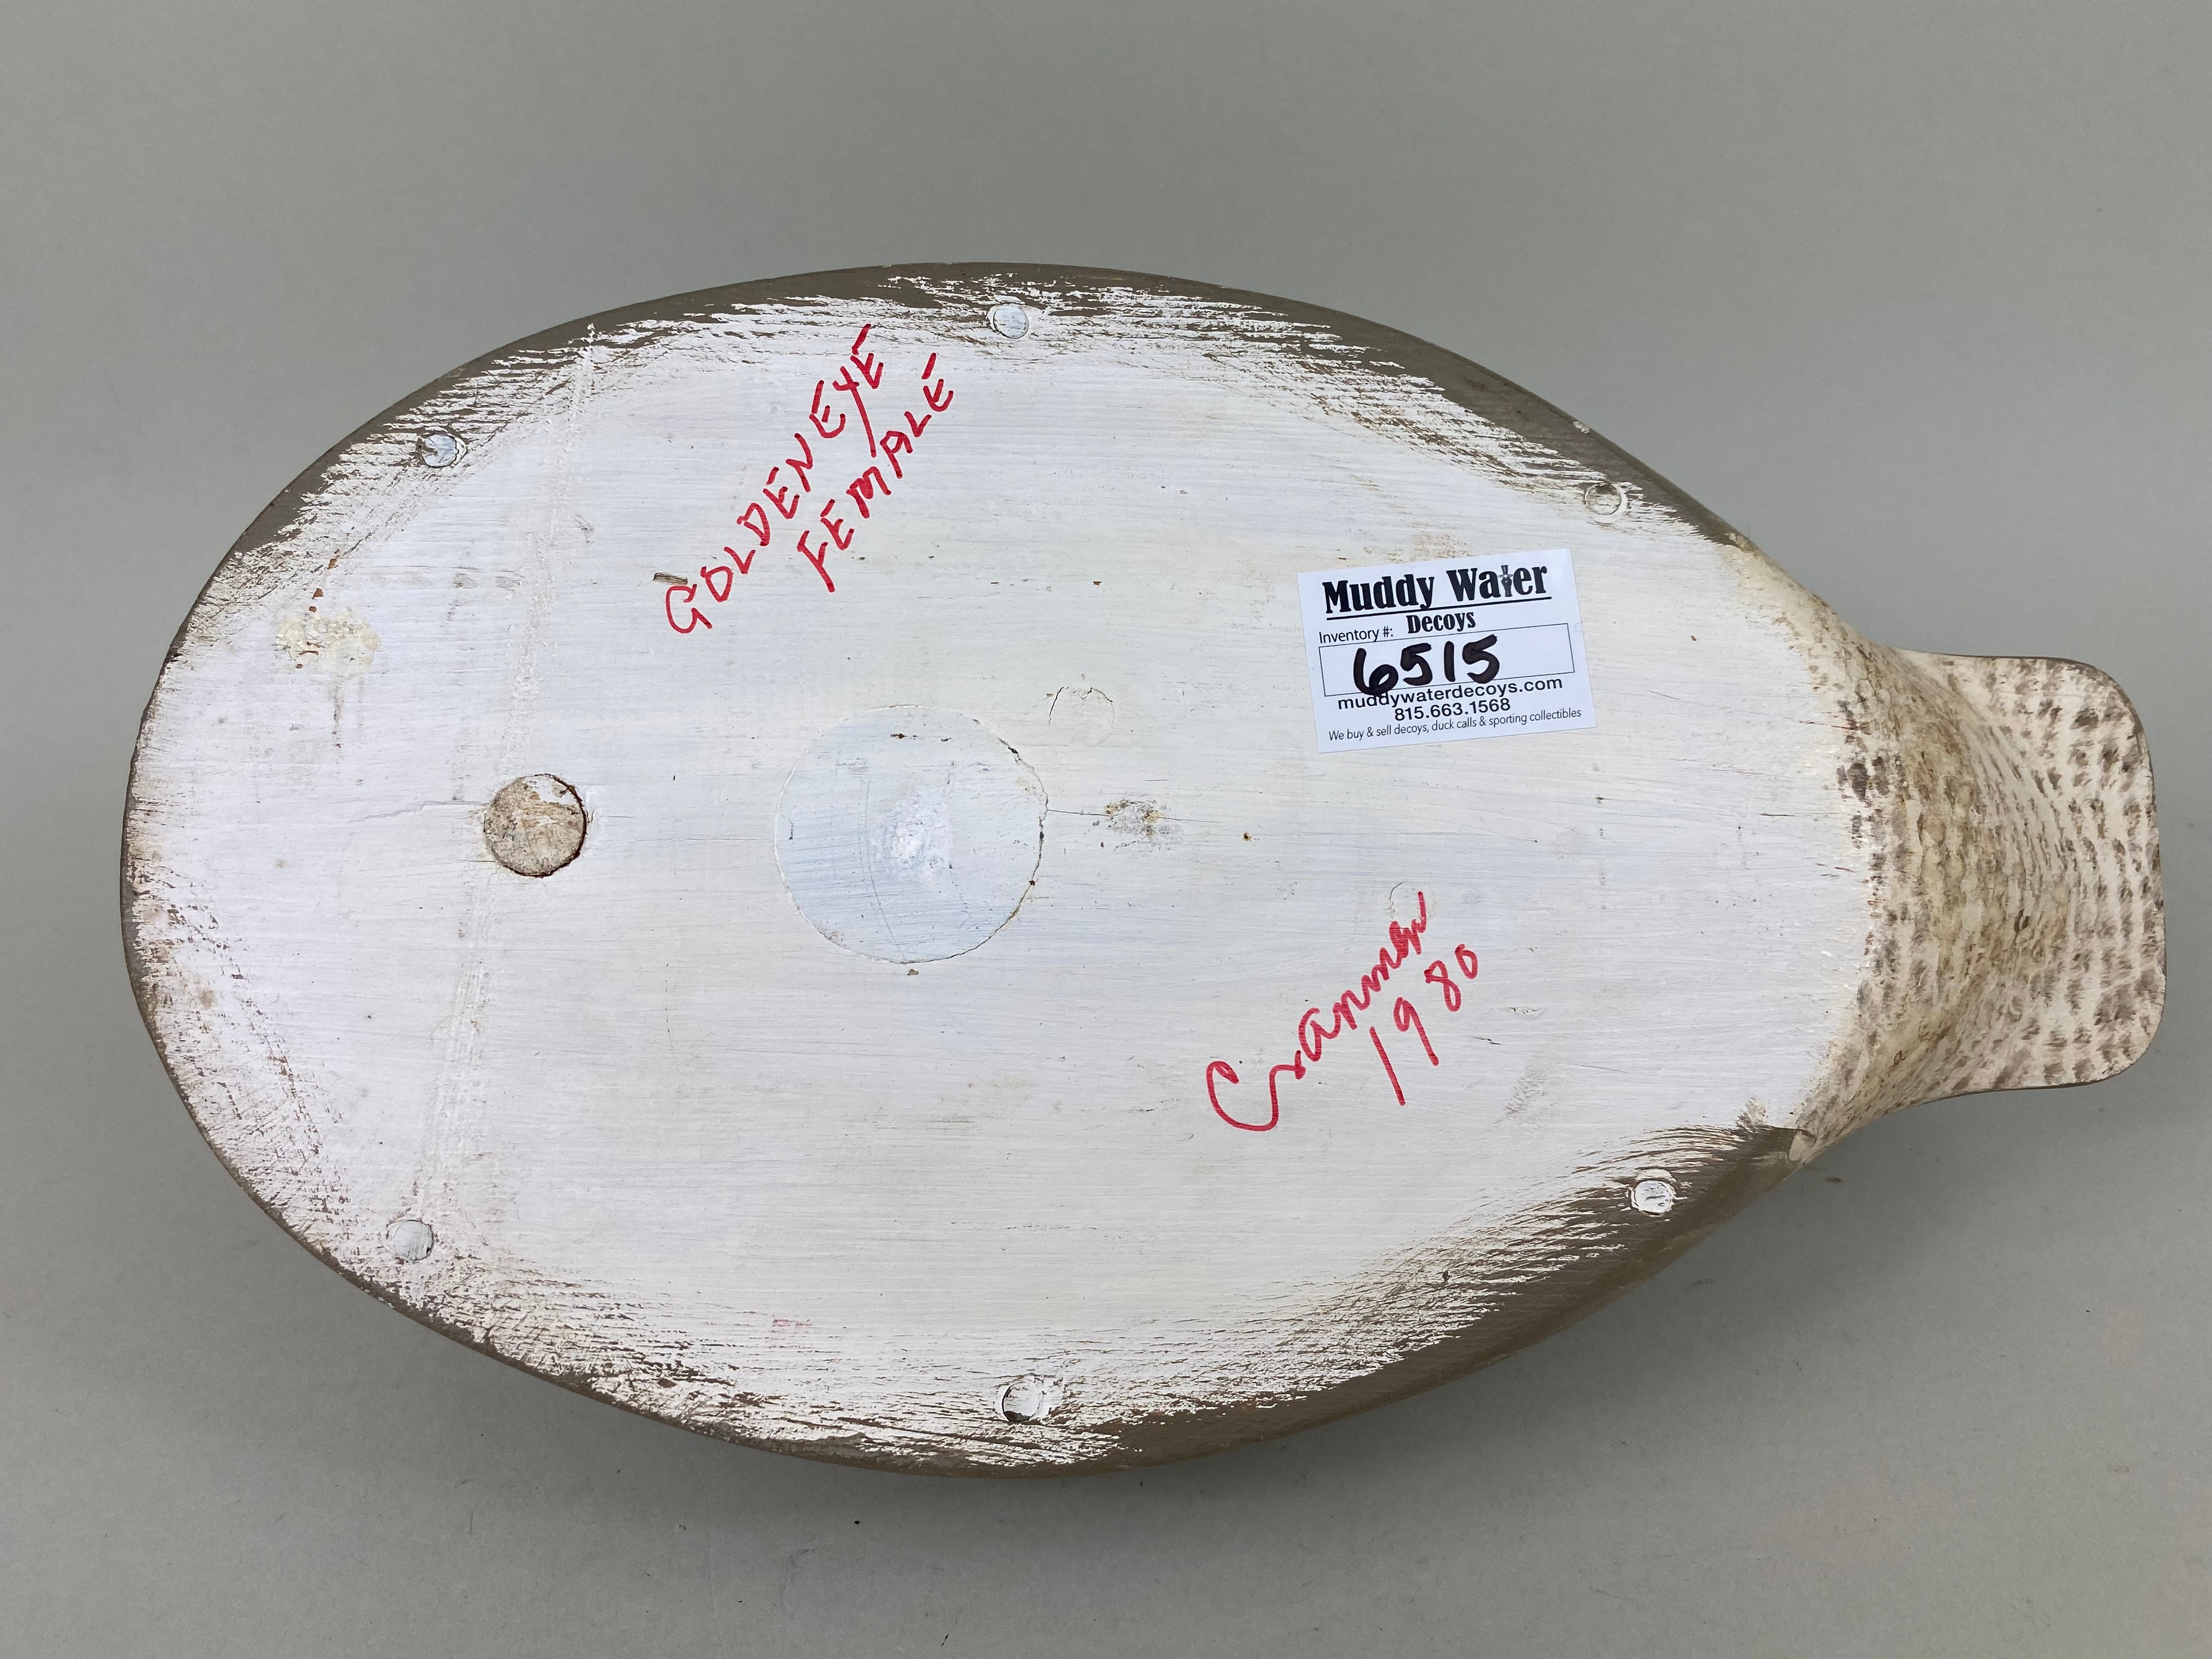 GOLDENEYE
FEMALE
Muddy Water
Decoys
Inventory #:
6515
muddywaterdecoys.com
815.663.1568
We buy & sell decoys, duck calls & sporting collectibles
Cranmer
1980